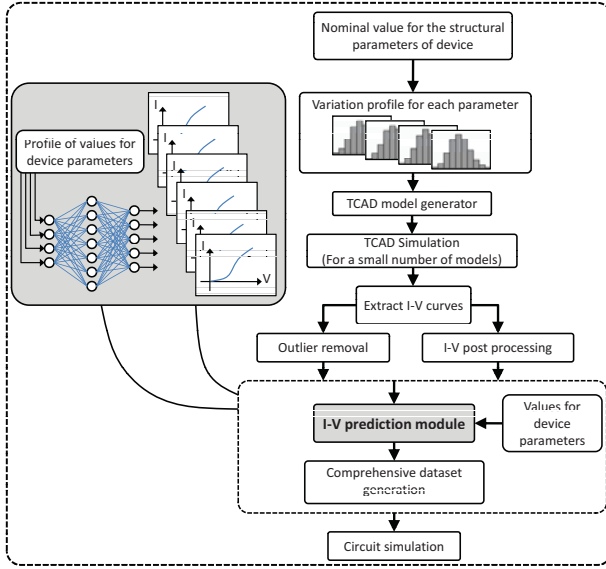 Nominal value for the structural
parameters of device
Variation profile for each parameter
TCAD model generator
TCAD Simulation
(For a small number of models)
Extract I-V curves
Outlier removal
I-V post processing
I-V prediction module
Values for
device
parameters
Comprehensive dataset
generation
Circuit simulation
Profile of values for
device parameters
I
I
I
I
I
I
V